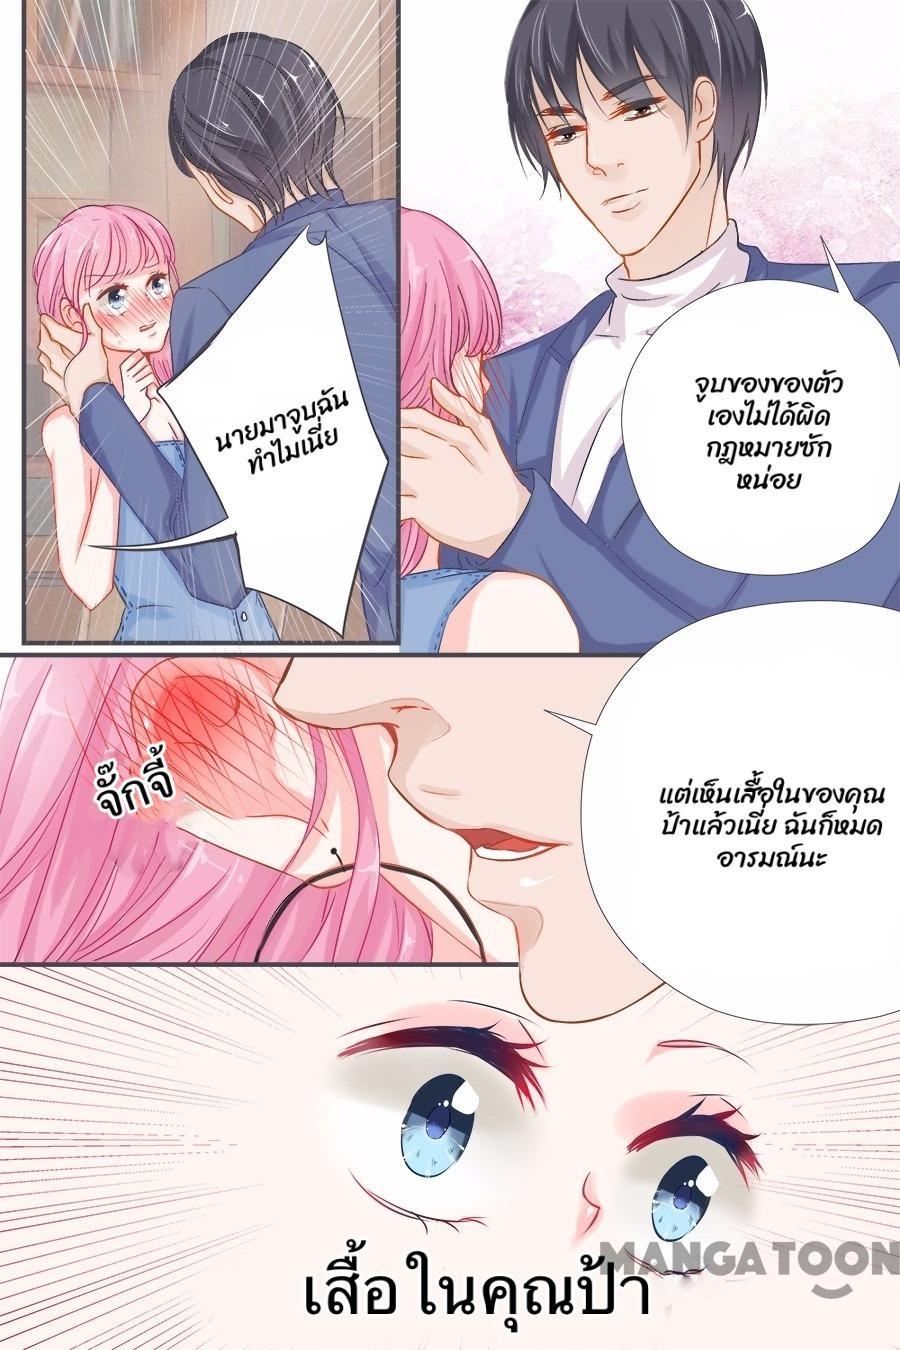 นายมาจูบฉัน
ทำไมเนี่ย
จูบของของตัว
เองไม่ได้ผิด
กฎหมายซัก
หน่อย
จั๊กจี้
แต่เห็นเสื้อในของคุณ
ป้าแล้วเนี่ย ฉันก็หมด
อารมณ์นะ
เสื้อในคุณป้า
MANGATOON